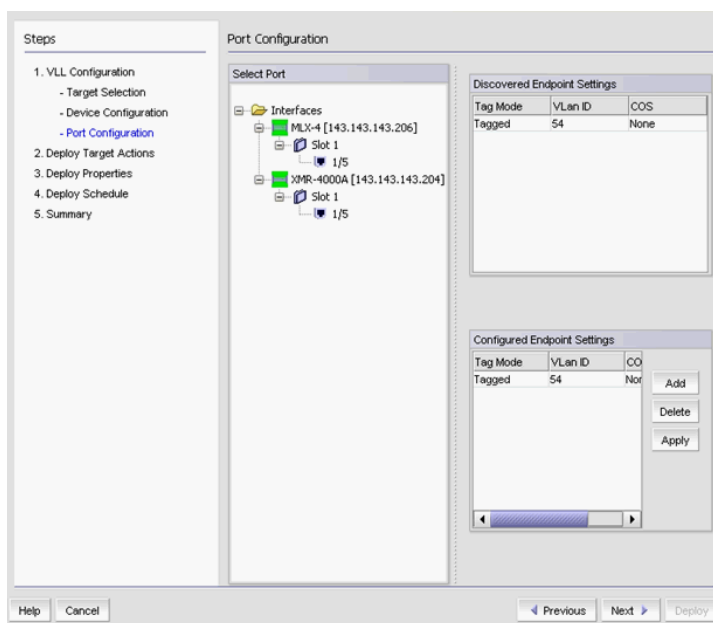 Steps
1. VLL Configuration
- Target Selection
- Device Configuration
- Port Configuration
2. Deploy Target Actions
3. Deploy Properties
4. Deploy Schedule
5. Summary
Port Configuration
Select Port
Interfaces
MLX-4 [143.143.143.206]
Slot 1
1/5
XMR-4000A [143.143.143.204]
Slot 1
1/5
Discovered Endpoint Settings
Tag Mode VLan ID COS
Tagged 54 None
Configured Endpoint Settings
Tag Mode VLan ID CO
Tagged 54 Nor
Add
Delete
Apply
Help Cancel Previous Next Deploy